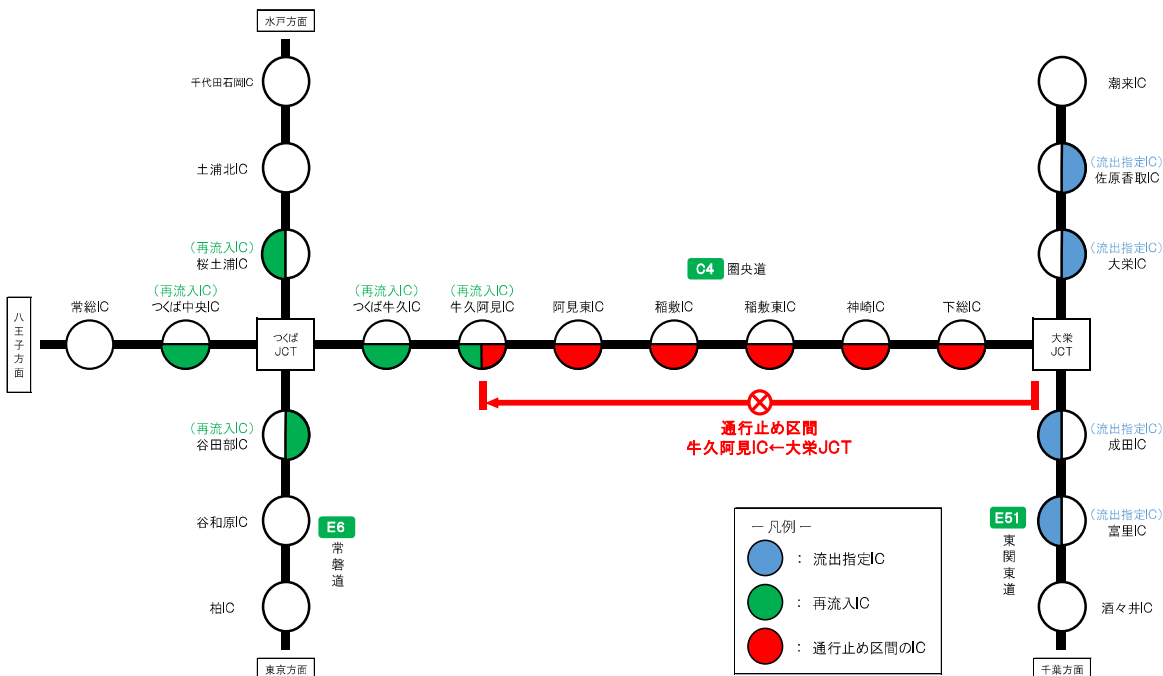 水戸方面
千代田石岡IC
潮来IC
土浦北IC
(流出指定IC)
佐原香取IC
(再流入IC)
桜土浦IC
(流出指定IC)
大栄IC
C4 圏央道
八王子方面
常総IC
(再流入IC)
つくば中央IC
つくば
JCT
(再流入IC)
つくば牛久IC
(再流入IC)
牛久阿見IC
阿見東IC
稲敷IC
稲敷東IC
神崎IC
下総IC
大栄
JCT
通行止め区間
牛久阿見IC←大栄JCT
(再流入IC)
谷田部IC
(流出指定IC)
成田IC
谷和原IC
E6
常磐道
E51
東関東道
(流出指定IC)
富里IC
柏IC
酒々井IC
－凡例－
： 流出指定IC
： 再流入IC
： 通行止め区間のIC
東京方面
千葉方面